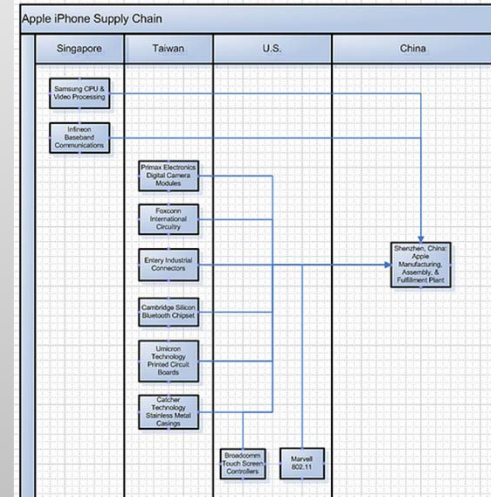 Apple iPhone Supply Chain
Singapore
Taiwan
U.S.
China
Samsung CPU &
Video Processing
Infineon
Baseband
Communications
Primax Electronics
Digital Camera
Modules
Foxconn
International
Circuitry
Entery Industrial
Connectors
Cambridge Silicon
Bluetooth Chipset
Umicron
Technology
Printed Circuit
Boards
Catcher
Technology
Stainless Metal
Casings
Broadcomm
Touch Screen
Controllers
Marvell
802.11
Shenzhen, China:
Apple
Manufacturing,
Assembly, &
Fulfillment Plant